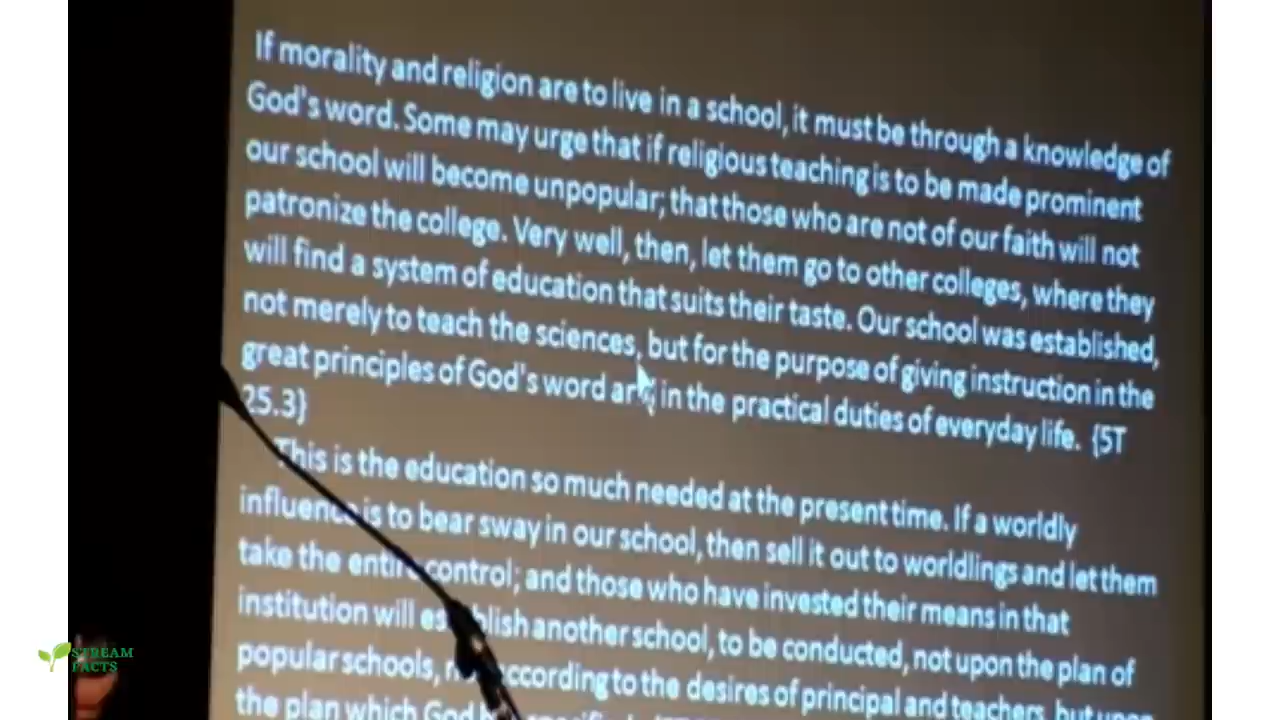 If morality and religion are to live in a school, it must be through a knowledge of
God's word. Some may urge that if religious teaching is to be made prominent
our school will become unpopular; that those who are not of our faith will not
patronize the college. Very well, then, let them go to other colleges, where they
will find a system of education that suits their taste. Our school was established,
not merely to teach the sciences, but for the purpose of giving instruction in the
great principles of God's word and in the practical duties of everyday life. {5T
25.3}
This is the education so much needed at the present time. If a worldly
influence is to bear sway in our school, then sell it out to worldlings and let them
take the entire control; and those who have invested their means in that
institution will establish another school, to be conducted, not upon the plan of
popular schools, according to the desires of principal and teachers, but upon
the plan which God
STREAM
FACTS